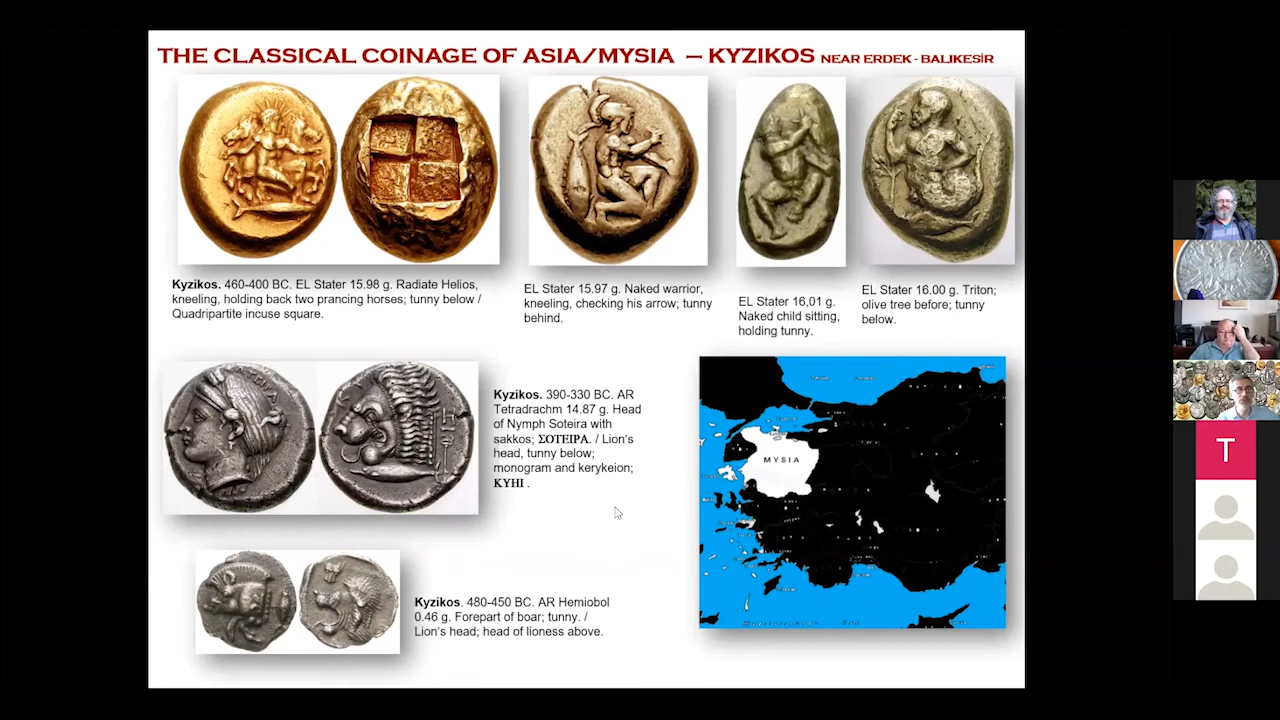 THE CLASSICAL COINAGE OF ASIA/MYSIA – KYZIKOS NEAR ERDEK - BALIKESİR
Kyzikos. 460-400 BC. EL Stater 15.98 g. Radiate Helios,
kneeling, holding back two prancing horses; tunny below /
Quadripartite incuse square.
EL Stater 15.97 g. Naked warrior,
kneeling, checking his arrow; tunny
behind.
EL Stater 16,01 g.
Naked child sitting,
holding tunny.
EL Stater 16.00 g. Triton;
olive tree before; tunny
below.
Kyzikos. 390-330 BC. AR
Tetradrachm 14.87 g. Head
of Nymph Soteira with
sakkos; ΣΟΤΕΙΡΑ. / Lion's
head, tunny below;
monogram and kerykeion;
KYHI .
MYSIA
Kyzikos. 480-450 BC. AR Hemiobol
0.46 g. Forepart of boar; tunny. /
Lion's head; head of lioness above.
T